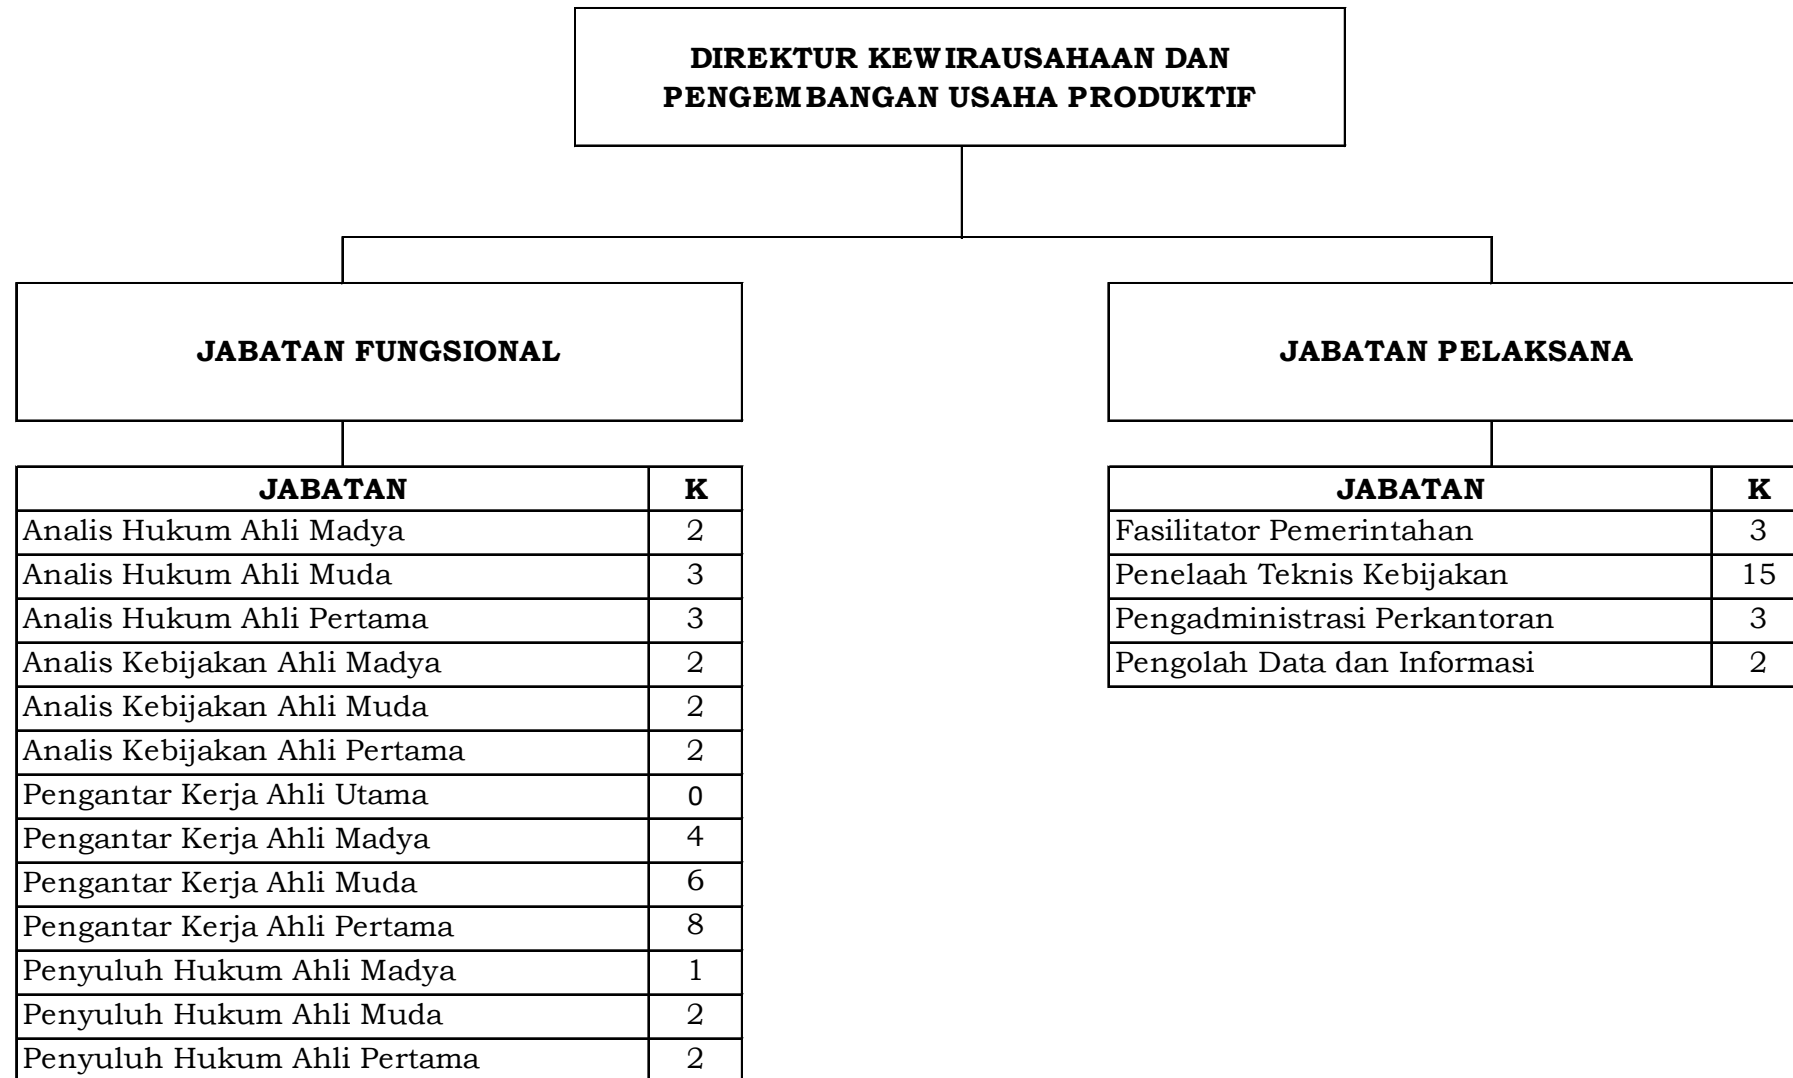 DIREKTUR KEWIRAUSAHAAN DAN
PENGEMBANGAN USAHA PRODUKTIF
JABATAN FUNGSIONAL
JABATAN K
Analis Hukum Ahli Madya 2
Analis Hukum Ahli Muda 3
Analis Hukum Ahli Pertama 3
Analis Kebijakan Ahli Madya 2
Analis Kebijakan Ahli Muda 2
Analis Kebijakan Ahli Pertama 2
Pengantar Kerja Ahli Utama 0
Pengantar Kerja Ahli Madya 4
Pengantar Kerja Ahli Muda 6
Pengantar Kerja Ahli Pertama 8
Penyuluh Hukum Ahli Madya 1
Penyuluh Hukum Ahli Muda 2
Penyuluh Hukum Ahli Pertama 2
JABATAN PELAKSANA
JABATAN K
Fasilitator Pemerintahan 3
Penelaah Teknis Kebijakan 15
Pengadministrasi Perkantoran 3
Pengolah Data dan Informasi 2